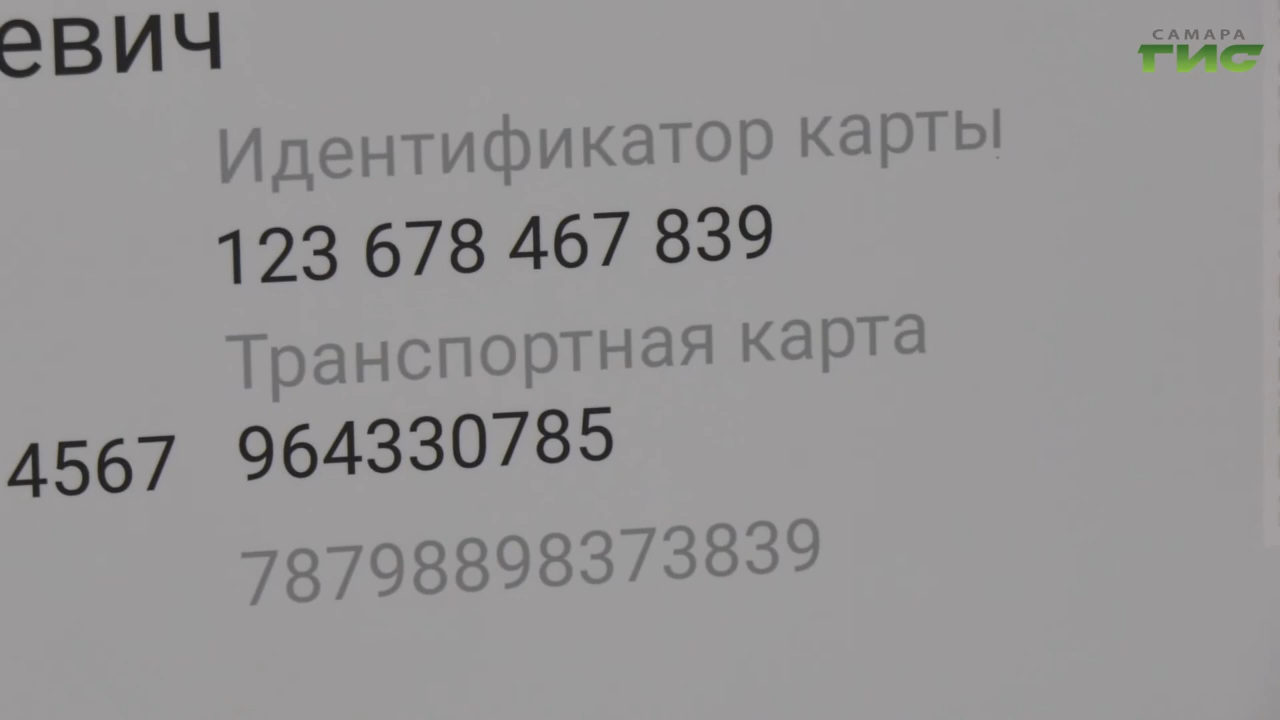 евич
САМАРА
ГИС
Идентификатор карты
123 678 467 839
Транспортная карта
4567 964330785
78798898373839